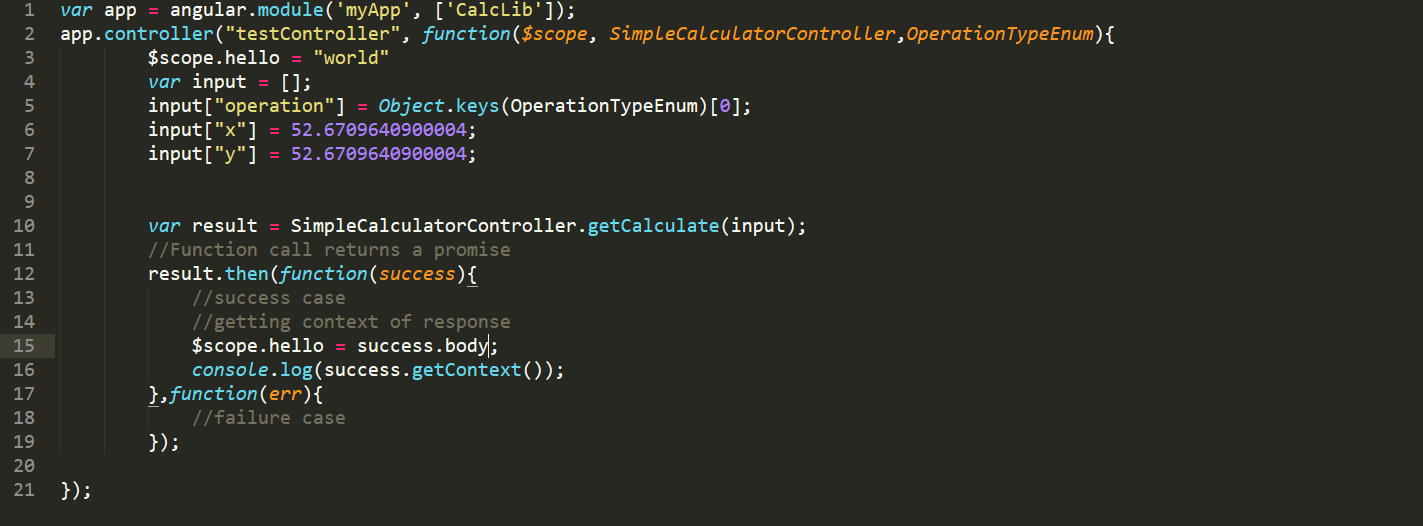 1 var app = angular.module('myApp', ['CalcLib']);
2 app.controller("testController", function($scope, SimpleCalculatorController,OperationTypeEnum){
3 $scope.hello = "world"
4 var input = [];
5 input["operation"] = Object.keys(OperationTypeEnum)[0];
6 input["x"] = 52.6709640900004;
7 input["y"] = 52.6709640900004;
8
9
10 var result = SimpleCalculatorController.getCalculate(input);
11 //Function call returns a promise
12 result.then(function(success){
13 //success case
14 //getting context of response
15 $scope.hello = success.body;
16 console.log(success.getContext());
17 },function(err){
18 //failure case
19 });
20
21 });